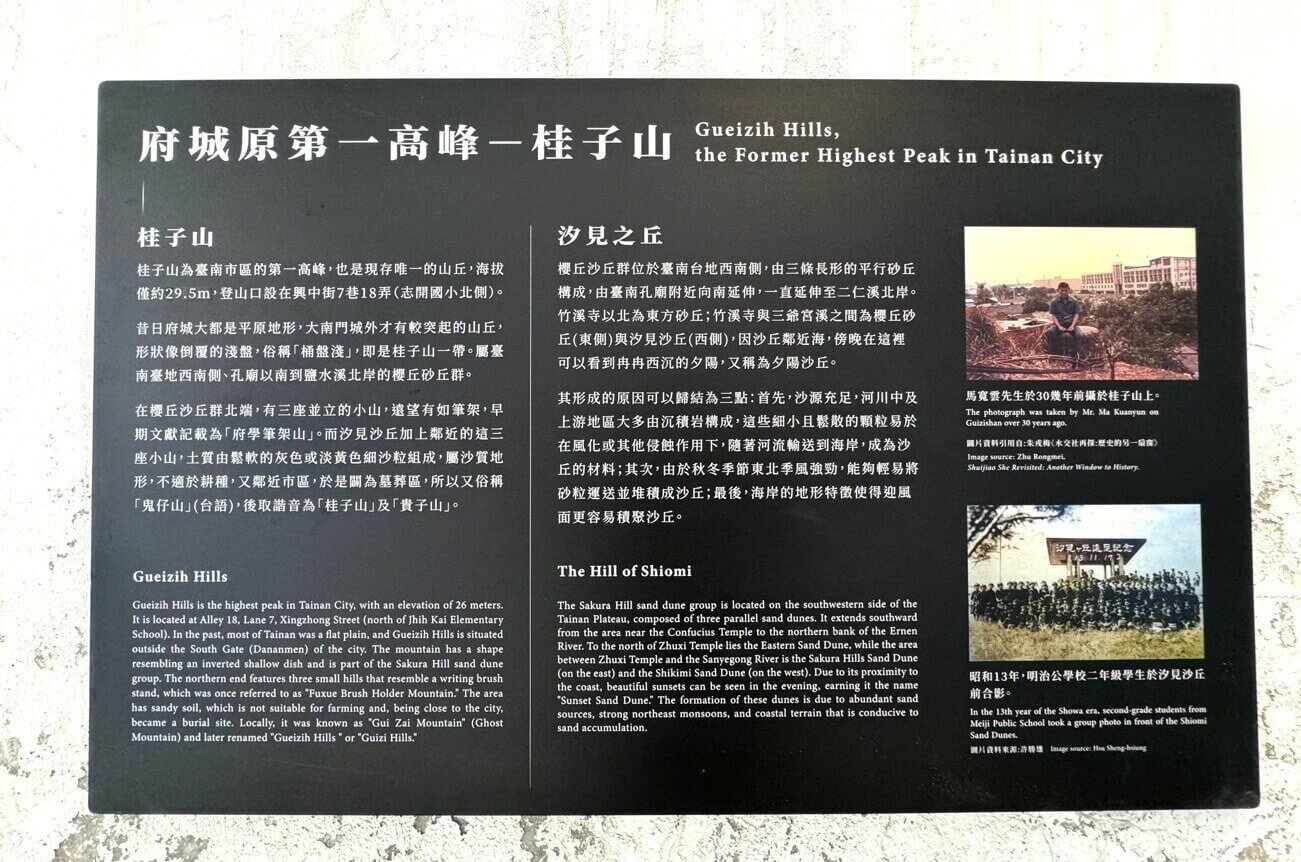 府城原第一高峰－桂子山
Gueizih Hills,
the Former Highest Peak in Tainan City
桂子山
桂子山為臺南市區的第一高峰，也是現存唯一的山丘，海拔
僅約29.5m，登山口設在興中街7巷18弄（志開國小北側）。
昔日府城大都是平原地形，大南門城外才有較突起的山丘，
形狀像倒覆的淺盤，俗稱「桶盤淺」，即是桂子山一帶。屬臺
南臺地西南側、孔廟以南到鹽水溪北岸的櫻丘砂丘群。
在櫻丘沙丘群北端，有三座並立的小山，遠望有如筆架，早
期文獻記載為「府學筆架山」。而汐見沙丘加上鄰近的這三
座小山，土質由鬆軟的灰色或淡黃色細沙粒組成，屬沙質地
形，不適於耕種，又鄰近市區，於是闢為墓葬區，所以又俗稱
「鬼仔山」(台語)，後取諧音為「桂子山」及「貴子山」。
Gueizih Hills
Gueizih Hills is the highest peak in Tainan City, with an elevation of 26 meters.
It is located at Alley 18, Lane 7, Xingzhong Street (north of Jhih Kai Elementary
School). In the past, most of Tainan was a flat plain, and Gueizih Hills is situated
outside the South Gate (Dananmen) of the city. The mountain has a shape
resembling an inverted shallow dish and is part of the Sakura Hill sand dune
group. The northern end features three small hills that resemble a writing brush
stand, which was once referred to as "Fuxue Brush Holder Mountain." The area
has sandy soil, which is not suitable for farming and, being close to the city,
became a burial site. Locally, it was known as "Gui Zai Mountain" (Ghost
Mountain) and later renamed "Gueizih Hills " or "Guizi Hills."
汐見之丘
櫻丘沙丘群位於臺南台地西南側，由三條長形的平行砂丘
構成，由臺南孔廟附近向南延伸，一直延伸至二仁溪北岸。
竹溪寺以北為東方砂丘；竹溪寺與三爺宮溪之間為櫻丘砂
丘(東側)與汐見沙丘(西側)，因沙丘鄰近海，傍晚在這裡
可以看到冉冉西沉的夕陽，又稱為夕陽沙丘。
其形成的原因可以歸結為三點：首先，沙源充足，河川中及
上游地區大多由沉積岩構成，這些細小且鬆散的顆粒易於
在風化或其他侵蝕作用下，隨著河流輸送到海岸，成為沙
丘的材料；其次，由於秋冬季節東北季風強勁，能夠輕易將
砂粒運送並堆積成沙丘；最後，海岸的地形特徵使得迎風
面更容易積聚沙丘。
The Hill of Shiomi
The Sakura Hill sand dune group is located on the southwestern side of the
Tainan Plateau, composed of three parallel sand dunes. It extends southward
from the area near the Confucius Temple to the northern bank of the Ernen
River. To the north of Zhuxi Temple lies the Eastern Sand Dune, while the area
between Zhuxi Temple and the Sanyegong River is the Sakura Hills Sand Dune
(on the east) and the Shikimi Sand Dune (on the west). Due to its proximity to
the coast, beautiful sunsets can be seen in the evening, earning it the name
"Sunset Sand Dune." The formation of these dunes is due to abundant sand
sources, strong northeast monsoons, and coastal terrain that is conducive to
sand accumulation.
馬寬雲先生於30幾年前攝於桂子山上。
The photograph was taken by Mr. Ma Kuanyun on
Guizishan over 30 years ago.
圖片資料引用自：朱戎梅《水交社再探：歷史的另一扇窗》
Image source: Zhu Rongmei,
Shuijiao She Revisited: Another Window to History.
汐見ヶ丘遠足記念
13.11.17
昭和13年，明治公學校二年級學生於汐見沙丘
前合影。
In the 13th year of the Showa era, second-grade students from
Meiji Public School took a group photo in front of the Shiomi
Sand Dunes.
圖片資料來源：許勝雄 Image source: Hsu Sheng-hsiung